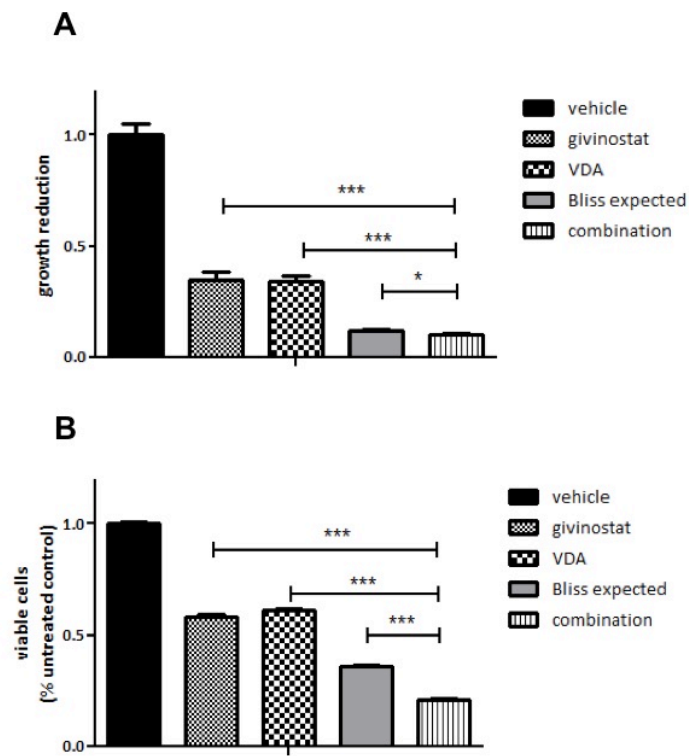 A
growth reduction
1.0
0.5
0.0
***
***
*
vehicle
givinostat
VDA
Bliss expected
combination
B
viable cells
(% untreated control)
1.0
0.5
0.0
***
***
***
vehicle
givinostat
VDA
Bliss expected
combination